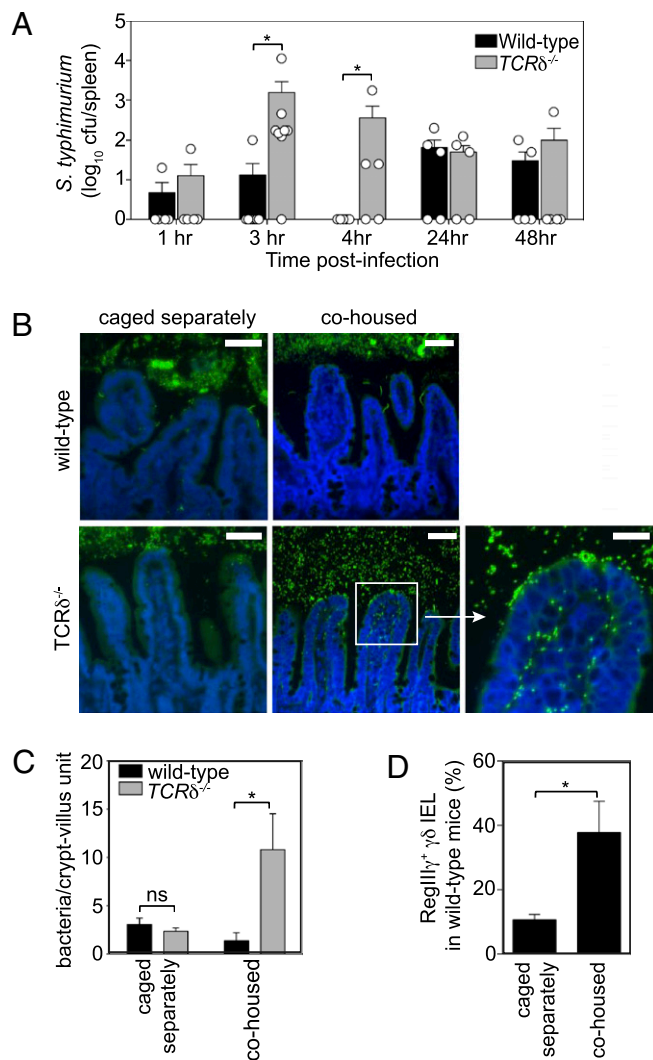 A
S. typhimurium
(log10 cfu/spleen)
5
4
3
2
1
0
Wild-type
TCRδ-/-
*
*
1 hr
3 hr
4hr
24hr
48hr
Time post-infection
B
caged separately
co-housed
wild-type
TCRδ-/-
C
bacteria/crypt-villus unit
20
15
10
5
0
wild-type
TCRδ-/-
ns
*
caged
separately
co-housed
D
RegIIIγ+ γδ IEL
in wild-type mice (%)
60
40
20
0
*
caged
separately
co-housed